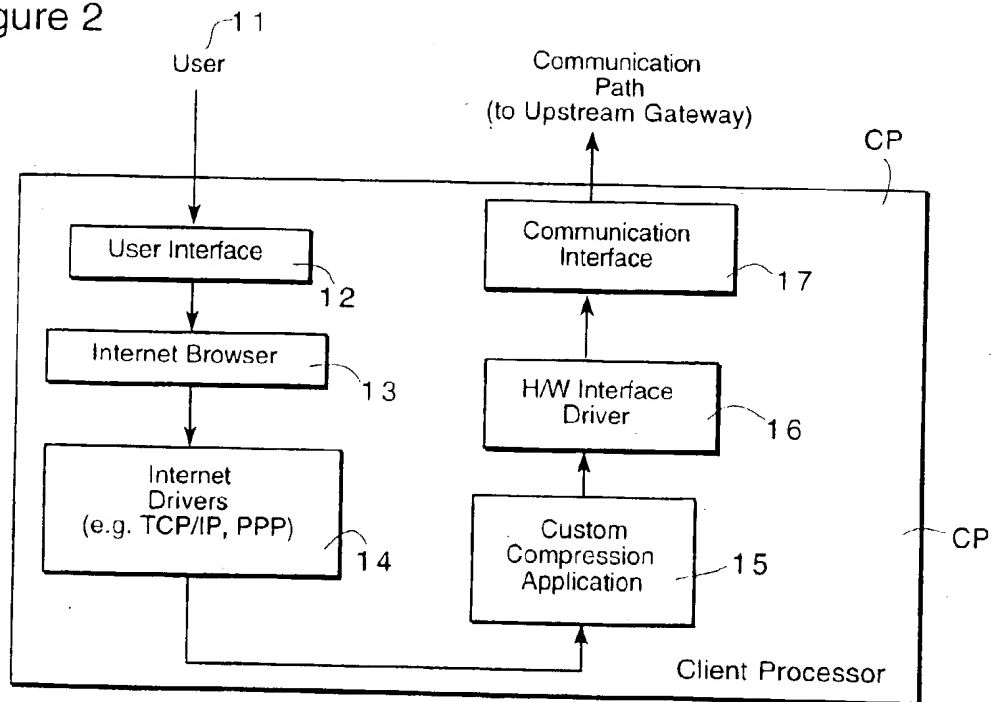 gure 2
11
User
Communication
Path
(to Upstream Gateway)
CP
User Interface
12
Internet Browser
13
Internet
Drivers
(e.g. TCP/IP, PPP)
14
Communication
Interface
17
H/W Interface
Driver
16
Custom
Compression
Application
15
CP
Client Processor